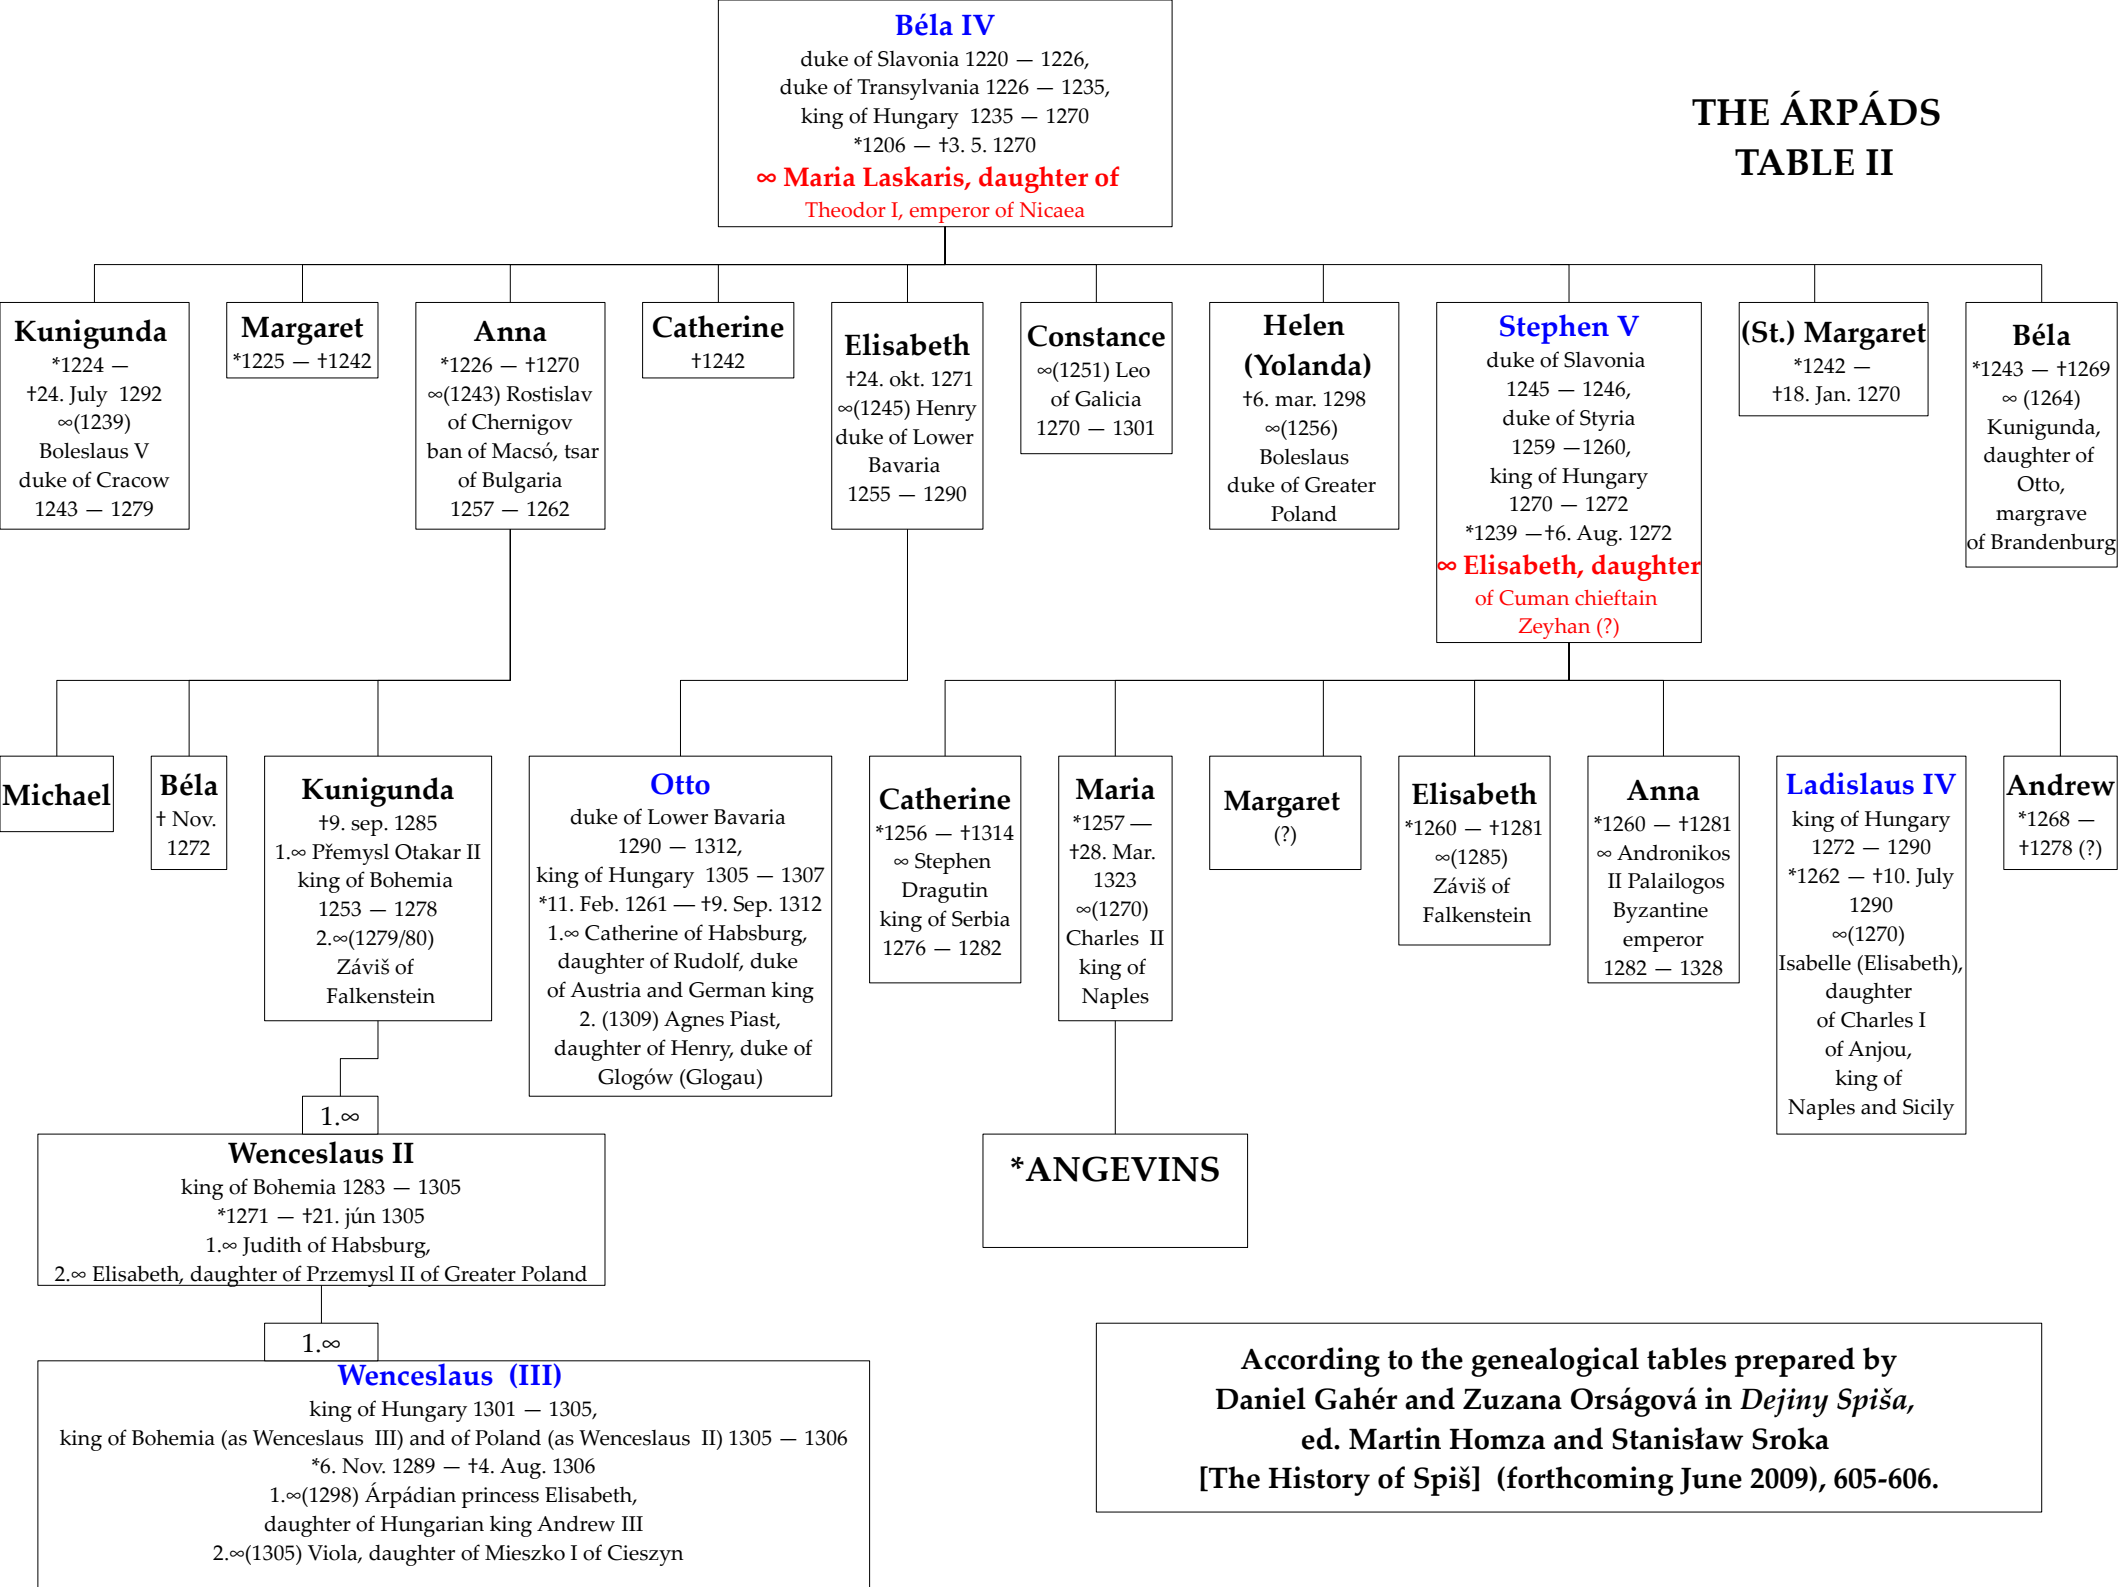 Béla IV
duke of Slavonia 1220 — 1226,
duke of Transylvania 1226 — 1235,
king of Hungary 1235 — 1270
*1206 — †3. 5. 1270
∞ Maria Laskaris, daughter of
Theodor I, emperor of Nicaea
THE ÁRPÁDS
TABLE II
Kunigunda
*1224 —
†24. July 1292
∞(1239)
Boleslaus V
duke of Cracow
1243 — 1279
Margaret
*1225 — †1242
Anna
*1226 — †1270
∞(1243) Rostislav
of Chernigov
ban of Macsó, tsar
of Bulgaria
1257 — 1262
Catherine
†1242
Elisabeth
†24. okt. 1271
∞(1245) Henry
duke of Lower
Bavaria
1255 — 1290
Constance
∞(1251) Leo
of Galicia
1270 — 1301
Helen
(Yolanda)
†6. mar. 1298
∞(1256)
Boleslaus
duke of Greater
Poland
Stephen V
duke of Slavonia
1245 — 1246,
duke of Styria
1259 —1260,
king of Hungary
1270 — 1272
*1239 —†6. Aug. 1272
∞ Elisabeth, daughter
of Cuman chieftain
Zeyhan (?)
(St.) Margaret
*1242 —
†18. Jan. 1270
Béla
*1243 — †1269
∞ (1264)
Kunigunda,
daughter of
Otto,
margrave
of Brandenburg
Michael
Béla
† Nov.
1272
Kunigunda
†9. sep. 1285
1.∞ Přemysl Otakar II
king of Bohemia
1253 — 1278
2.∞(1279/80)
Záviš of
Falkenstein
Otto
duke of Lower Bavaria
1290 — 1312,
king of Hungary 1305 — 1307
*11. Feb. 1261 — †9. Sep. 1312
1.∞ Catherine of Habsburg,
daughter of Rudolf, duke
of Austria and German king
2. (1309) Agnes Piast,
daughter of Henry, duke of
Glogów (Glogau)
Catherine
*1256 — †1314
∞ Stephen
Dragutin
king of Serbia
1276 — 1282
Maria
*1257 —
†28. Mar.
1323
∞(1270)
Charles II
king of
Naples
Margaret
(?)
Elisabeth
*1260 — †1281
∞(1285)
Záviš of
Falkenstein
Anna
*1260 — †1281
∞ Andronikos
II Palailogos
Byzantine
emperor
1282 — 1328
Ladislaus IV
king of Hungary
1272 — 1290
*1262 — †10. July
1290
∞(1270)
Isabelle (Elisabeth),
daughter
of Charles I
of Anjou,
king of
Naples and Sicily
Andrew
*1268 —
†1278 (?)
1.∞
Wenceslaus II
king of Bohemia 1283 — 1305
*1271 — †21. jún 1305
1.∞ Judith of Habsburg,
2.∞ Elisabeth, daughter of Przemysl II of Greater Poland
*ANGEVINS
1.∞
Wenceslaus (III)
king of Hungary 1301 — 1305,
king of Bohemia (as Wenceslaus III) and of Poland (as Wenceslaus II) 1305 — 1306
*6. Nov. 1289 — †4. Aug. 1306
1.∞(1298) Árpádian princess Elisabeth,
daughter of Hungarian king Andrew III
2.∞(1305) Viola, daughter of Mieszko I of Cieszyn
According to the genealogical tables prepared by
Daniel Gahér and Zuzana Orságová in Dejiny Spiša,
ed. Martin Homza and Stanisław Sroka
[The History of Spiš] (forthcoming June 2009), 605-606.